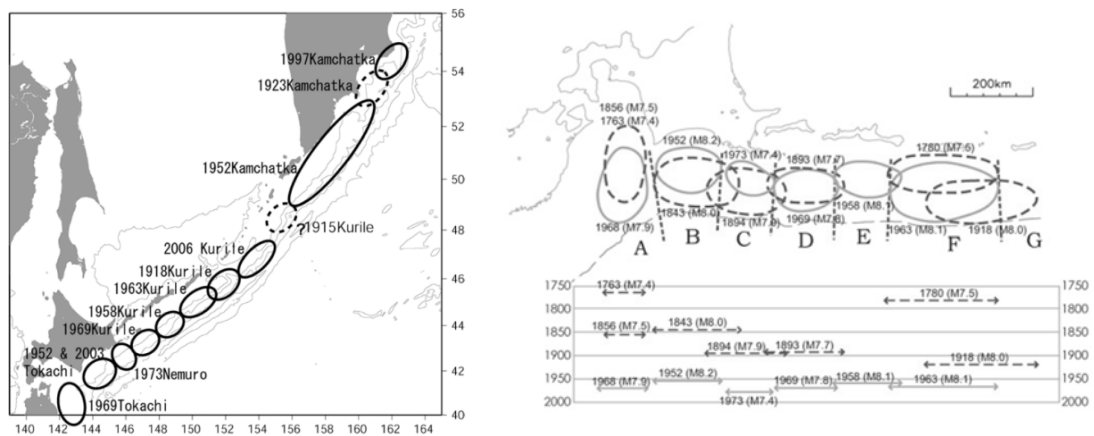 56
54
52
50
48
46
44
42
40
140 142 144 146 148 150 152 154 156 158 160 162 164
1997Kamchatka
1923Kamchatka
1952Kamchatka
?1915Kurile
2006 Kurile
1918Kurile
1963Kurile
1958Kurile
1969Kurile
1952 & 2003
Tokachi
1973Nemuro
1969Tokachi
200km
1856 (M7.5)
1763 (M7.4)
1952 (M8.2)
1973 (M7.4)
1893 (M7.7)
1780 (M7.5)
1968 (M7.9)
1843 (M8.0)
1894 (M7.9)
1969 (M7.8)
1958 (M8.1)
1963 (M8.1)
1918 (M8.0)
A B C D E F G
1750 1763 (M7.4) 1750
1780 (M7.5)
1800 1800
1856 (M7.5) 1843 (M8.0)
1850 1850
1894 (M7.9) 1893 (M7.7)
1900 1900
1918 (M8.0)
1950 1968 (M7.9) 1952 (M8.2) 1969 (M7.8) 1958 (M8.1) 1963 (M8.1) 1950
1973 (M7.4)
2000 2000